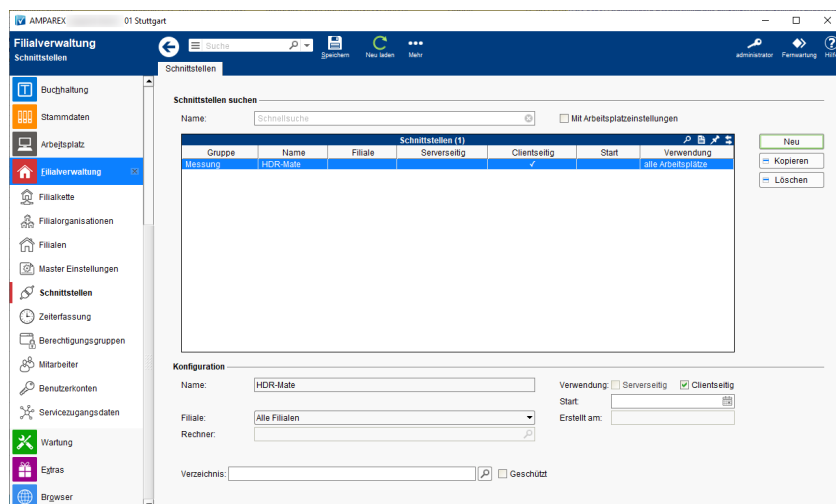 AMPAREX 01 Stuttgart
Filialverwaltung
Schnittstellen
Suche
Speichern
Neu laden
Mehr
administrator
Fernwartung
Hilfe
Schnittstellen
Buchhaltung
Stammdaten
Arbeitsplatz
Filialverwaltung
Filialkette
Filialorganisationen
Filialen
Master Einstellungen
Schnittstellen
Zeiterfassung
Berechtigungsgruppen
Mitarbeiter
Benutzerkonten
Servicezugangsdaten
Wartung
Extras
Browser
Schnittstellen suchen
Name: Schnellsuche Mit Arbeitsplatzeinstellungen
Schnittstellen (1)
Gruppe Name Filiale Serverseitig Clientseitig Start Verwendung
Messung HDR-Mate ✓ alle Arbeitsplätze
Neu
Kopieren
Löschen
Konfiguration
Name: HDR-Mate Verwendung: Serverseitig Clientseitig
Start:
Filiale: Alle Filialen Erstellt am:
Rechner:
Verzeichnis: Geschützt